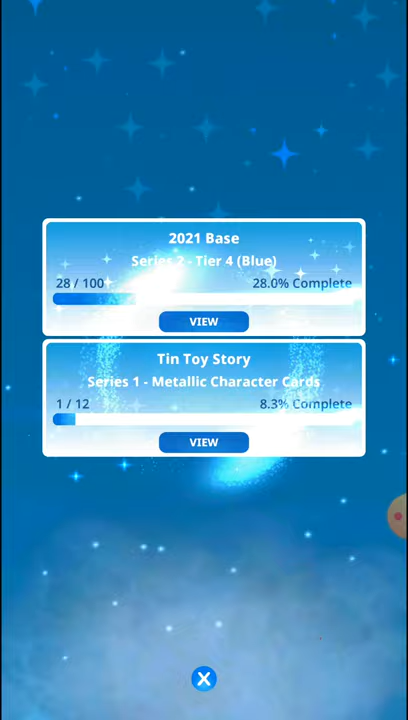 2021 Base
Series 2 - Tier 4 (Blue)
28 / 100 28.0% Complete
VIEW
Tin Toy Story
Series 1 - Metallic Character Cards
1 / 12 8.3% Complete
VIEW
X